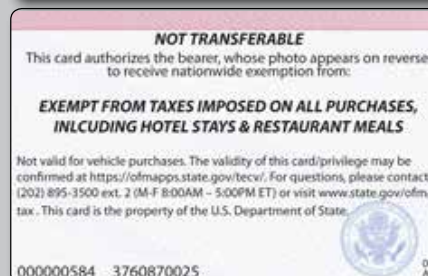 NOT TRANSFERABLE
This card authorizes the bearer, whose photo appears on reverse
to receive nationwide exemption from:
EXEMPT FROM TAXES IMPOSED ON ALL PURCHASES,
INLCUDING HOTEL STAYS & RESTAURANT MEALS
Not valid for vehicle purchases. The validity of this card/privilege may be
confirmed at https://ofmapps.state.gov/tecv/. For questions, please contact
(202) 895-3500 ext. 2 (M-F 8:00AM – 5:00PM ET) or visit www.state.gov/ofm
tax . This card is the property of the U.S. Department of State.
000000584 3760870025